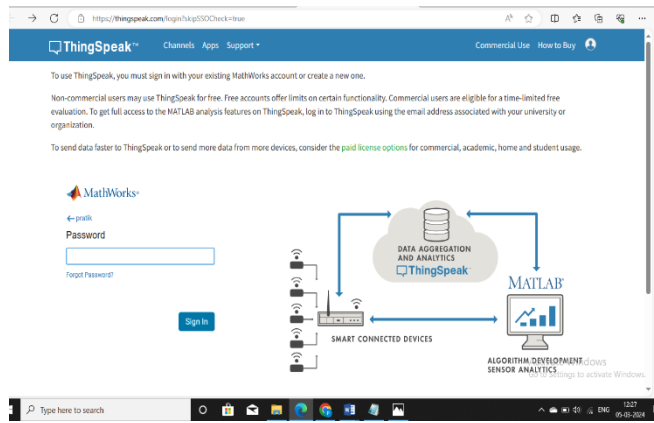 https://thingspeak.com/login?skipSSOCheck=true
ThingSpeak™ Channels Apps Support Commercial Use How to Buy
To use ThingSpeak, you must sign in with your existing MathWorks account or create a new one.
Non-commercial users may use ThingSpeak for free. Free accounts offer limits on certain functionality. Commercial users are eligible for a time-limited free
evaluation. To get full access to the MATLAB analysis features on ThingSpeak, log in to ThingSpeak using the email address associated with your university or
organization.
To send data faster to ThingSpeak or to send more data from more devices, consider the paid license options for commercial, academic, home and student usage.
MathWorks®
←pratik
Password
Forgot Password?
Sign In
DATA AGGREGATION
AND ANALYTICS
ThingSpeak
MATLAB®
SMART CONNECTED DEVICES
ALGORITHM DEVELOPMENT
SENSOR ANALYTICS
Go to Settings to activate Windows.
Type here to search
ENG
12:27
05-03-2024